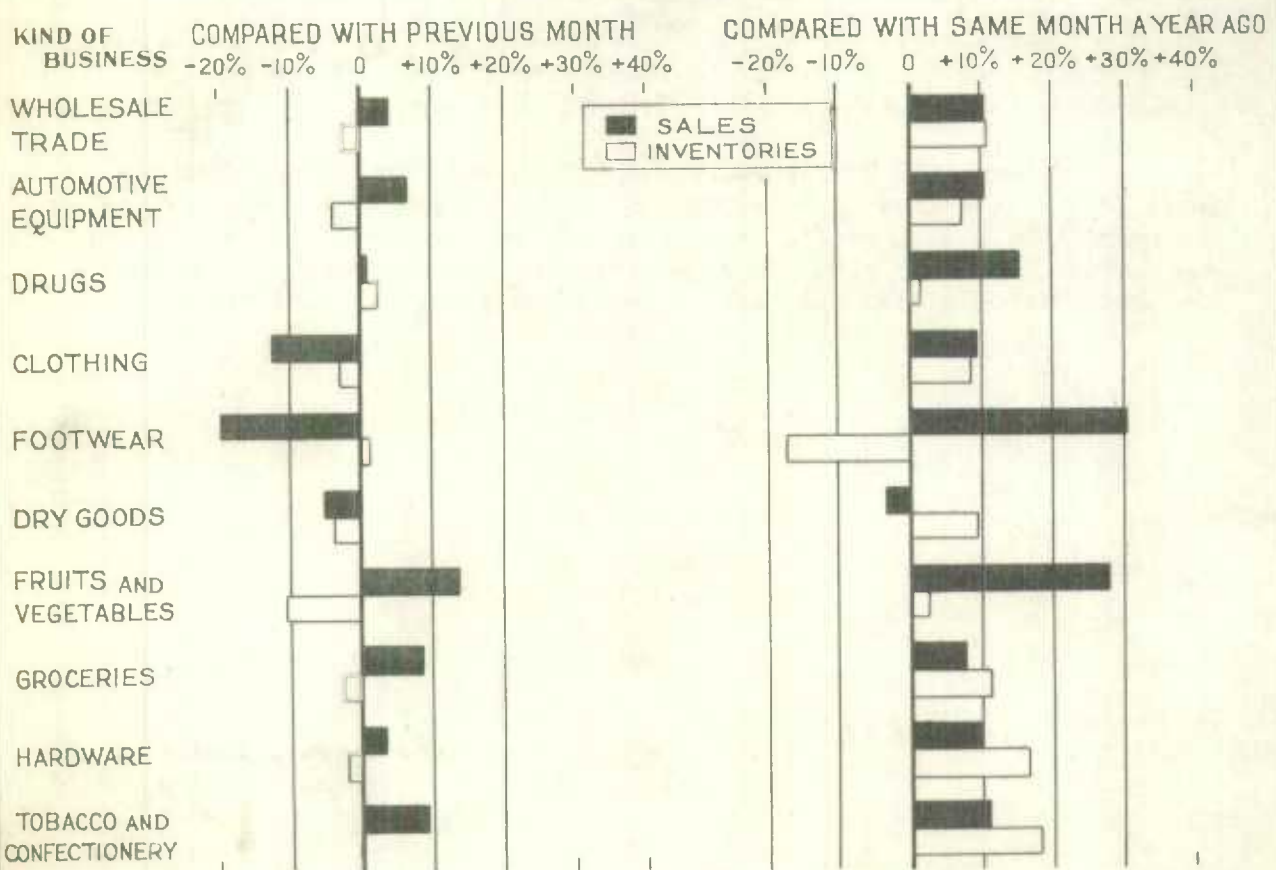 KIND OF BUSINESS
COMPARED WITH PREVIOUS MONTH
-20% -10% 0 +10% +20% +30% +40%
COMPARED WITH SAME MONTH A YEAR AGO
-20% -10% 0 +10% +20% +30% +40%
SALES
INVENTORIES
WHOLESALE
TRADE
AUTOMOTIVE
EQUIPMENT
DRUGS
CLOTHING
FOOTWEAR
DRY GOODS
FRUITS AND
VEGETABLES
GROCERIES
HARDWARE
TOBACCO AND
CONFECTIONERY